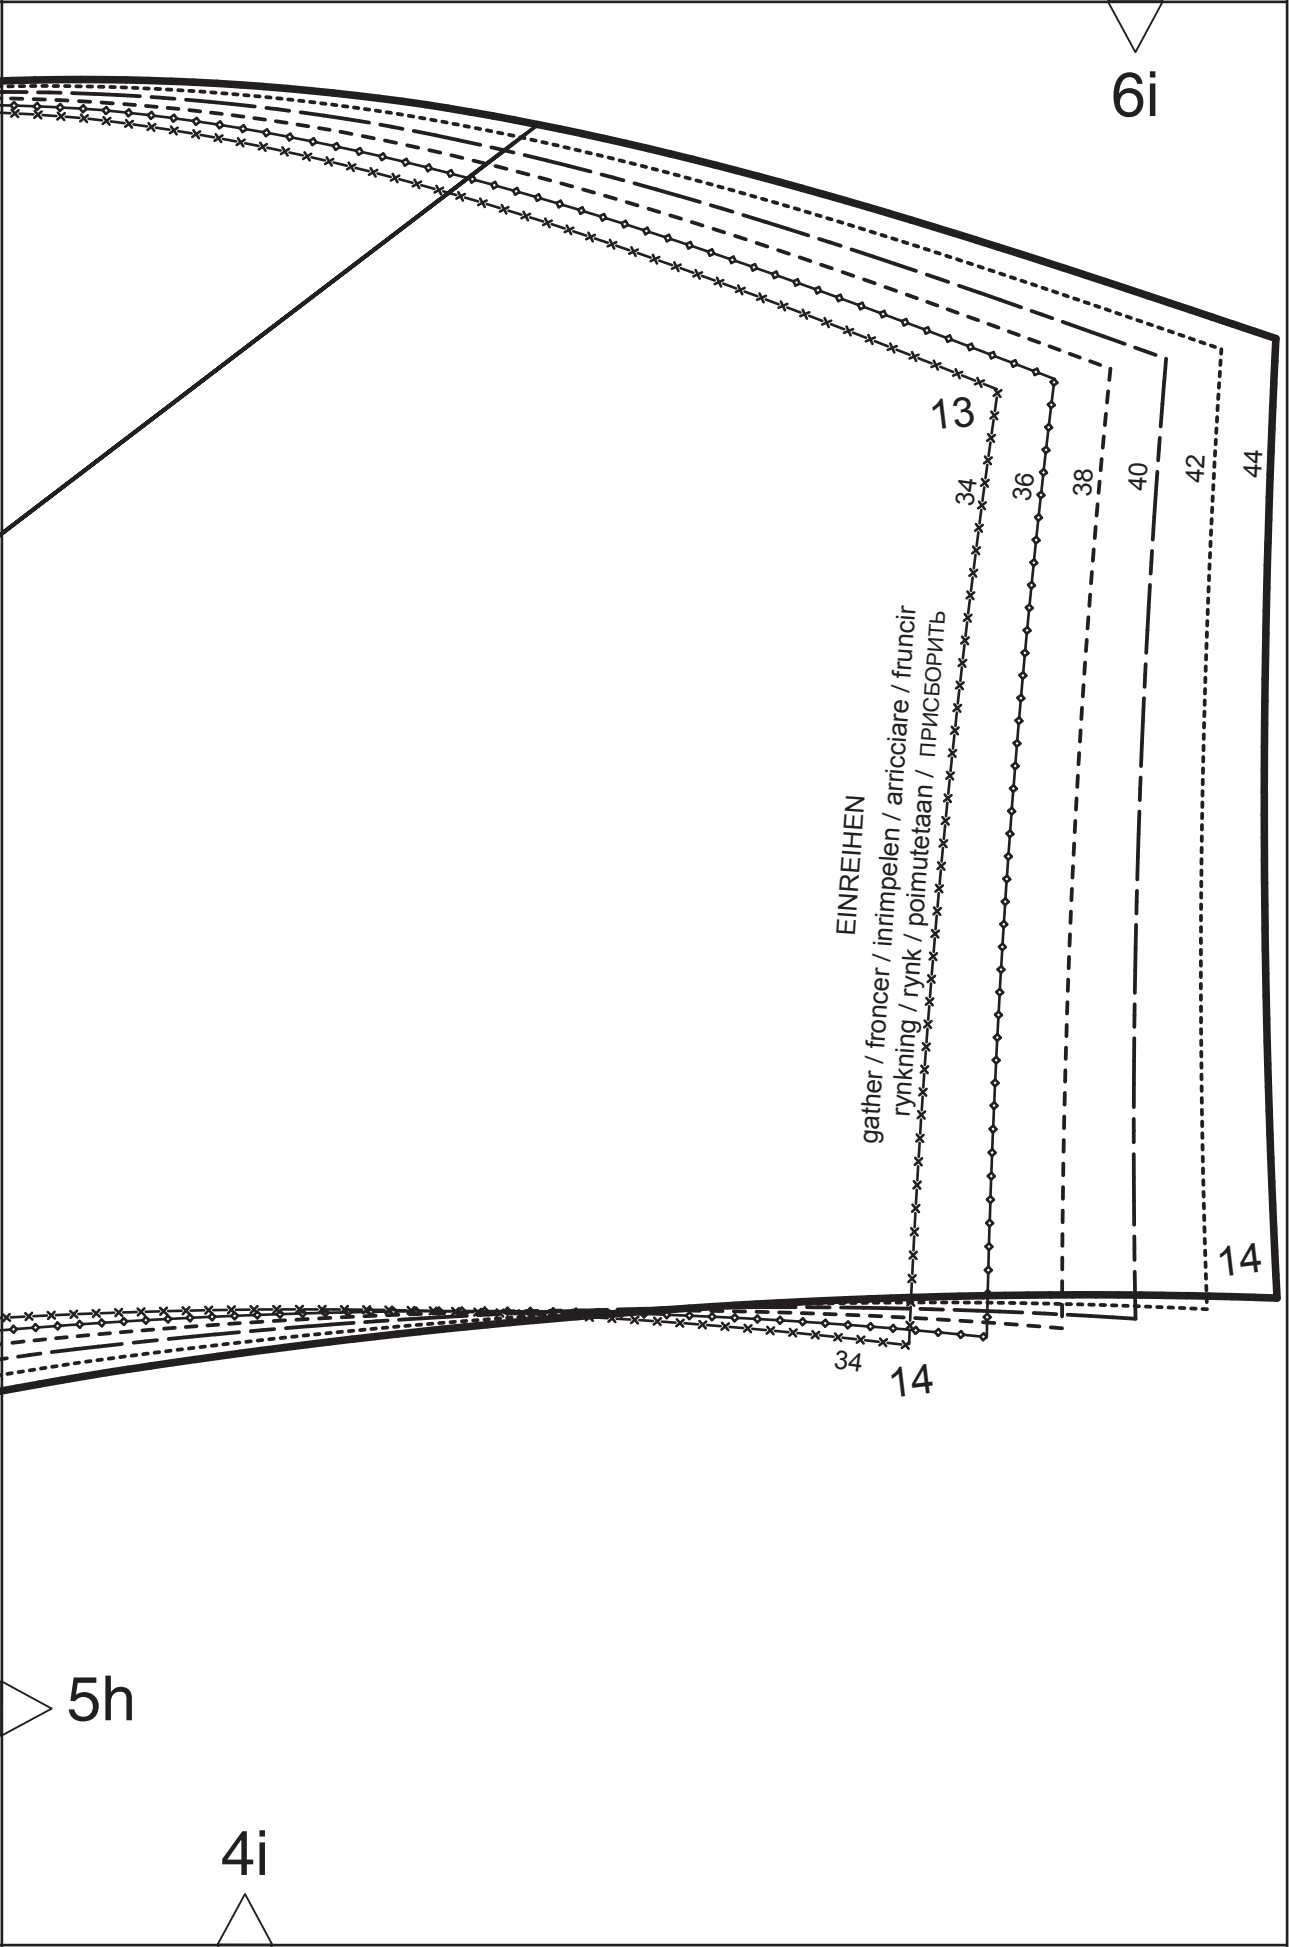 6i
13
34
36
38
40
42
44
EINREIHEN
gather / froncer / inrimpelen / arricciare / fruncir
rynkning / rynk / poimutetaan / ПРИСБОРИТЬ
14
34
14
5h
4i